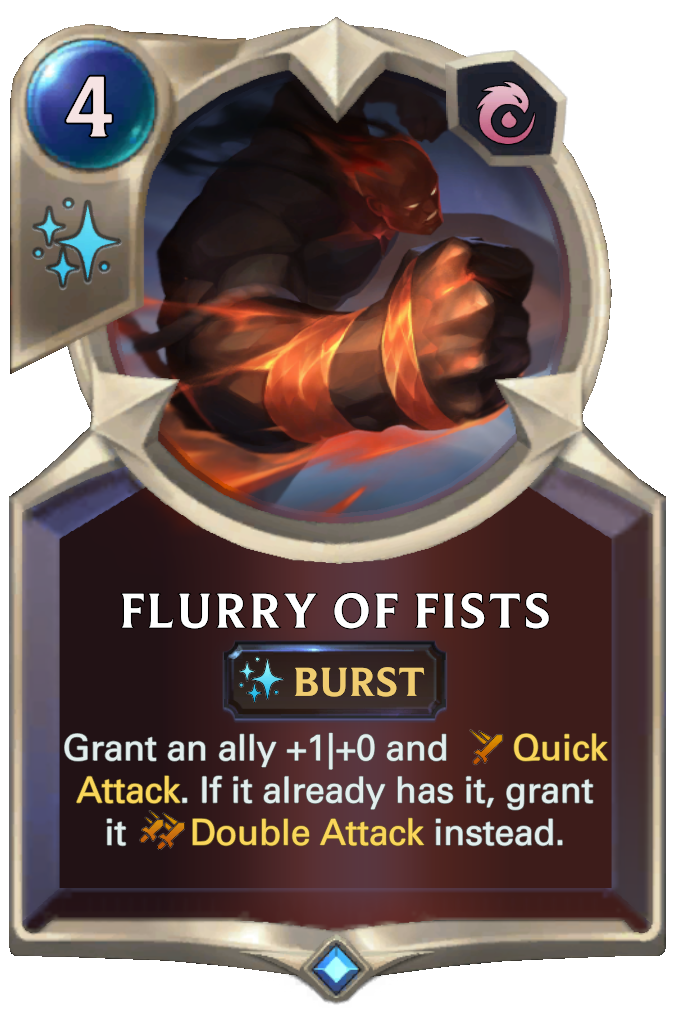 4
FLURRY OF FISTS
BURST
Grant an ally +1|+0 and Quick
Attack. If it already has it, grant
it Double Attack instead.